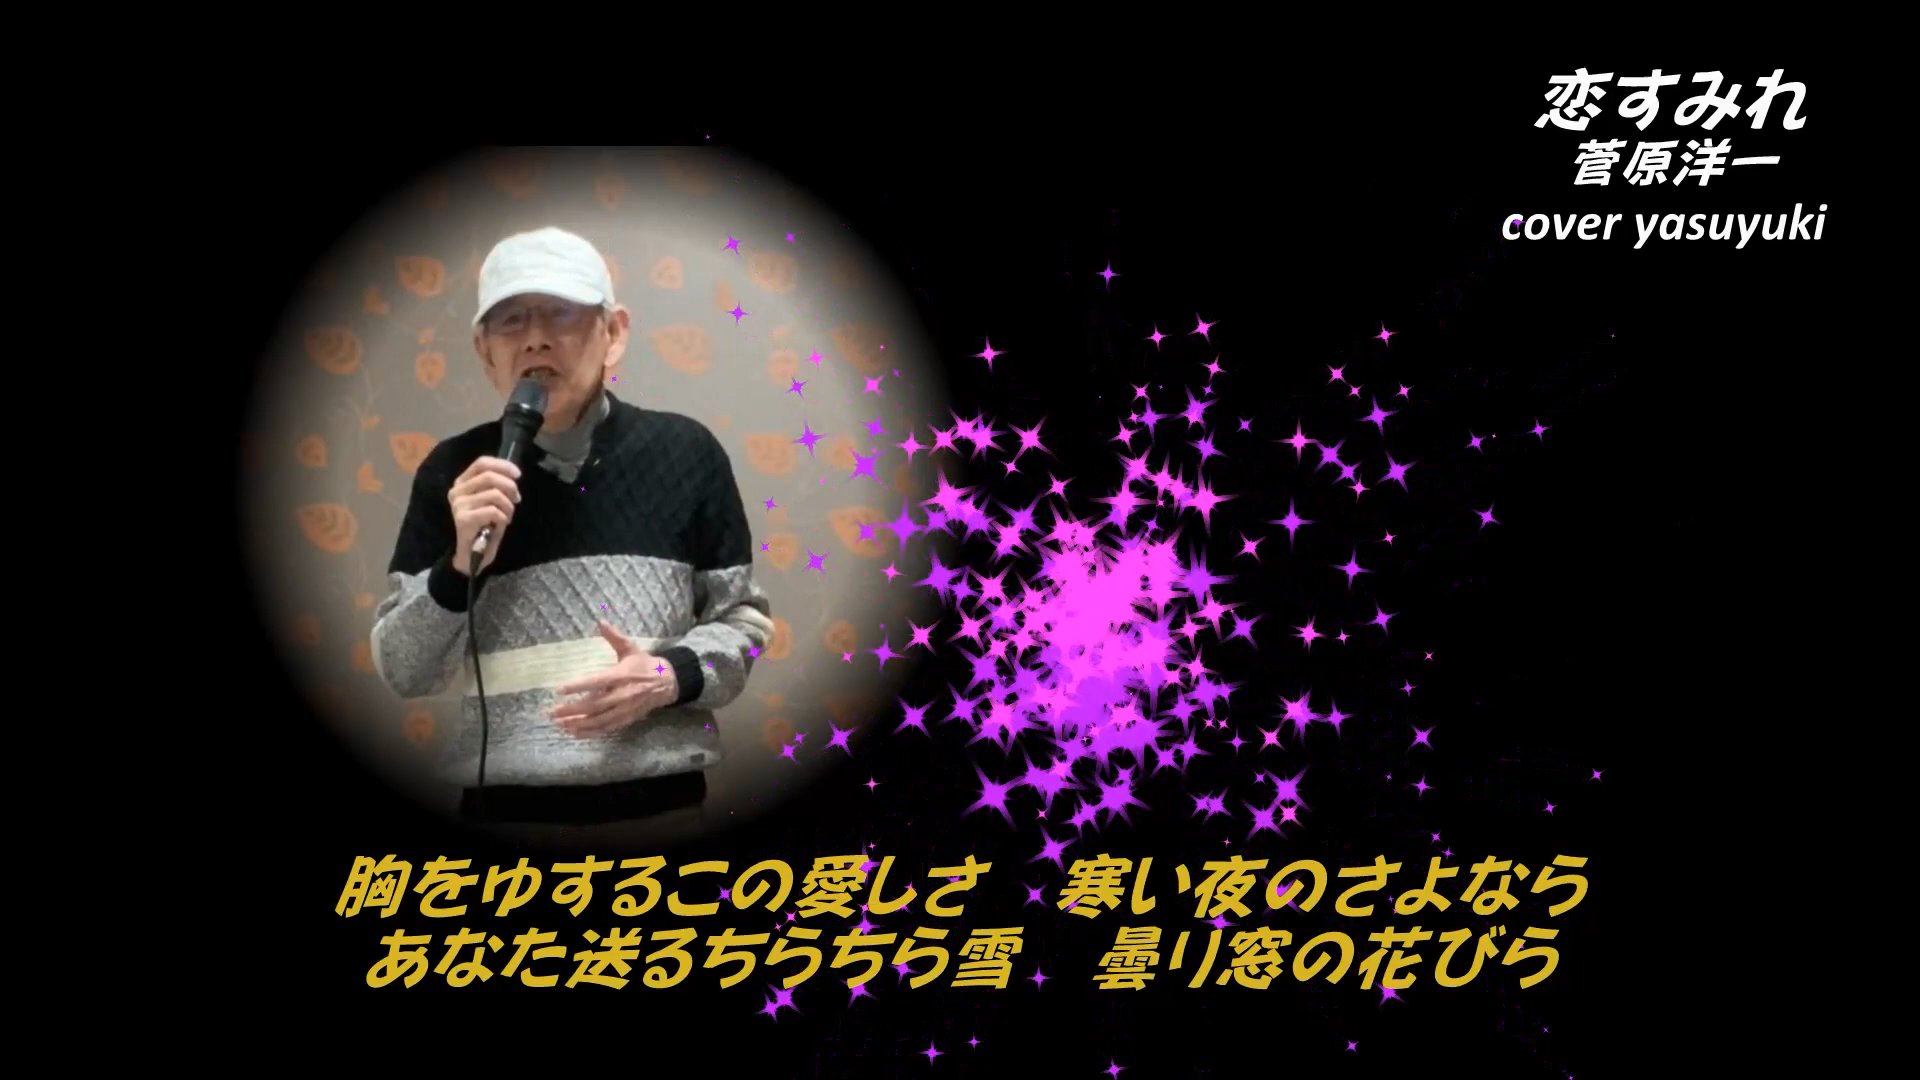 恋すみれ
菅原洋一
cover yasuyuki
胸をゆするこの愛しさ　寒い夜のさよなら
あなた送るちらちら雪　曇り窓の花びら